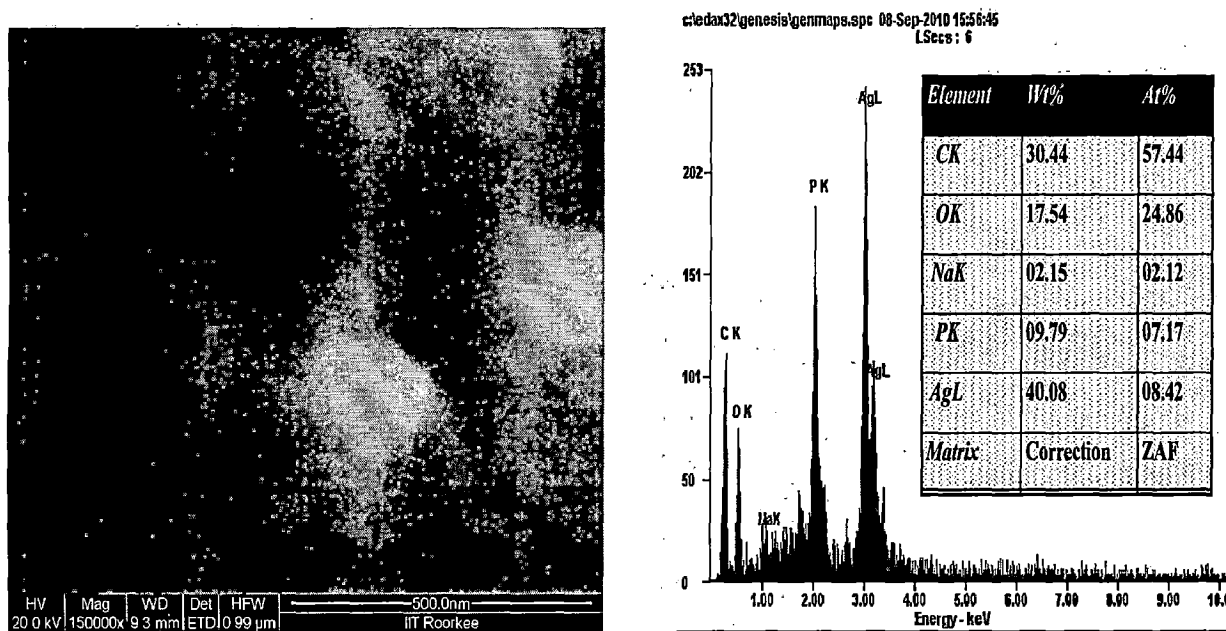 HV Mag WD Det HFW 500.0nm
20.0 kV 150000x 9.3 mm ETD 0.99 µm IIT Roorkee
c:\edax32\genesis\genmaps.spc 08-Sep-2010 15:56:45
LSecs : 6
253
202
151
101
50
0
C K
O K
NaK
P K
AgL
AgL
1.00 2.00 3.00 4.00 5.00 6.00 7.00 8.00 9.00 10.0
Energy - keV
Element Wt% At%
CK 30.44 57.44
OK 17.54 24.86
NaK 02.15 02.12
PK 09.79 07.17
AgL 40.08 08.42
Matrix Correction ZAF